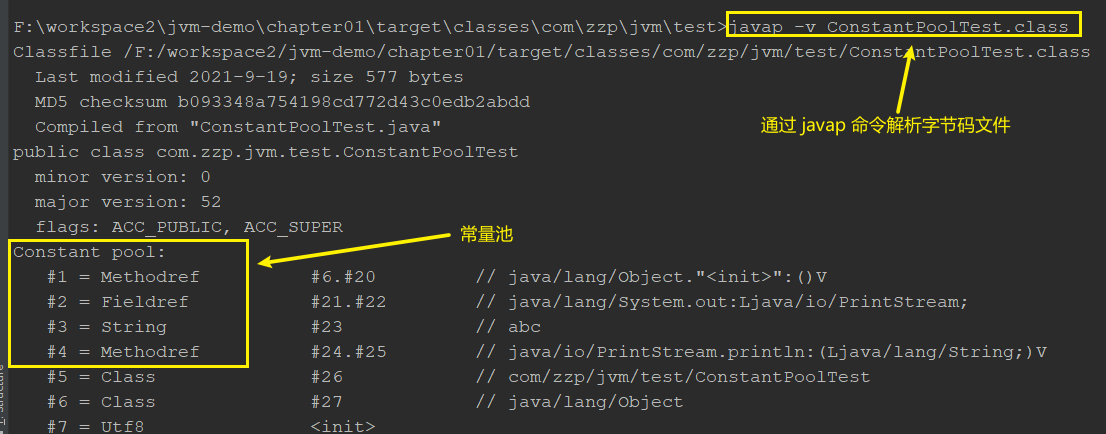 F:\workspace2\jvm-demo\chapter01\target\classes\com\zzp\jvm\test>javap -v ConstantPoolTest.class
Classfile /F:/workspace2/jvm-demo/chapter01/target/classes/com/zzp/jvm/test/ConstantPoolTest.class
Last modified 2021-9-19; size 577 bytes
MD5 checksum b093348a754198cd772d43c0edb2abdd
通过 javap 命令解析字节码文件
Compiled from "ConstantPoolTest.java"
public class com.zzp.jvm.test.ConstantPoolTest
minor version: 0
major version: 52
flags: ACC_PUBLIC, ACC_SUPER
常量池
Constant pool:
#1 = Methodref #6.#20 // java/lang/Object."<init>":()V
#2 = Fieldref #21.#22 // java/lang/System.out:Ljava/io/PrintStream;
#3 = String #23 // abc
#4 = Methodref #24.#25 // java/io/PrintStream.println:(Ljava/lang/String;)V
#5 = Class #26 // com/zzp/jvm/test/ConstantPoolTest
#6 = Class #27 // java/lang/Object
#7 = Utf8 <init>